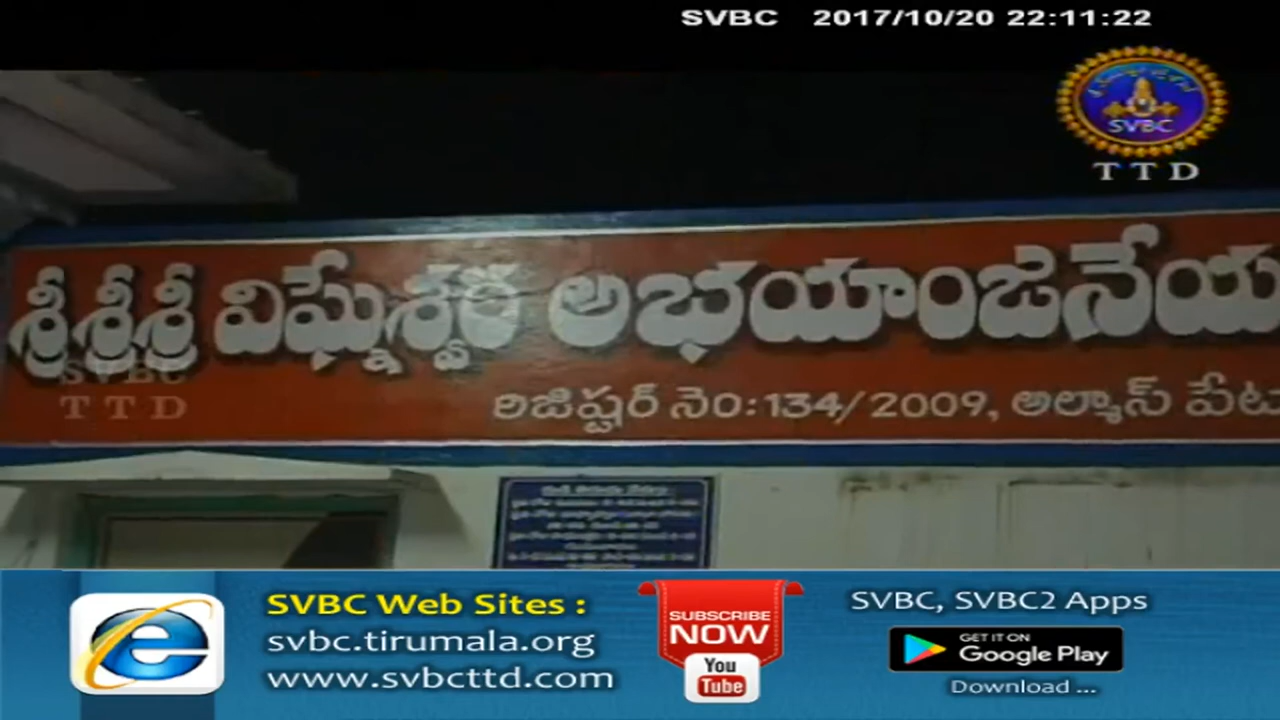 SVBC 2017/10/20 22:11:22
SVBC
TTD
శ్రీశ్రీశ్రీ విఘ్నేశ్వర అభయాంజనేయ
SVBC
TTD
రిజిష్టర్ నెం:134/2009, అల్మాస్ పేట
SVBC Web Sites :
svbc.tirumala.org
www.svbcttd.com
SUBSCRIBE
NOW
You
Tube
SVBC, SVBC2 Apps
GET IT ON
Google Play
Download ...